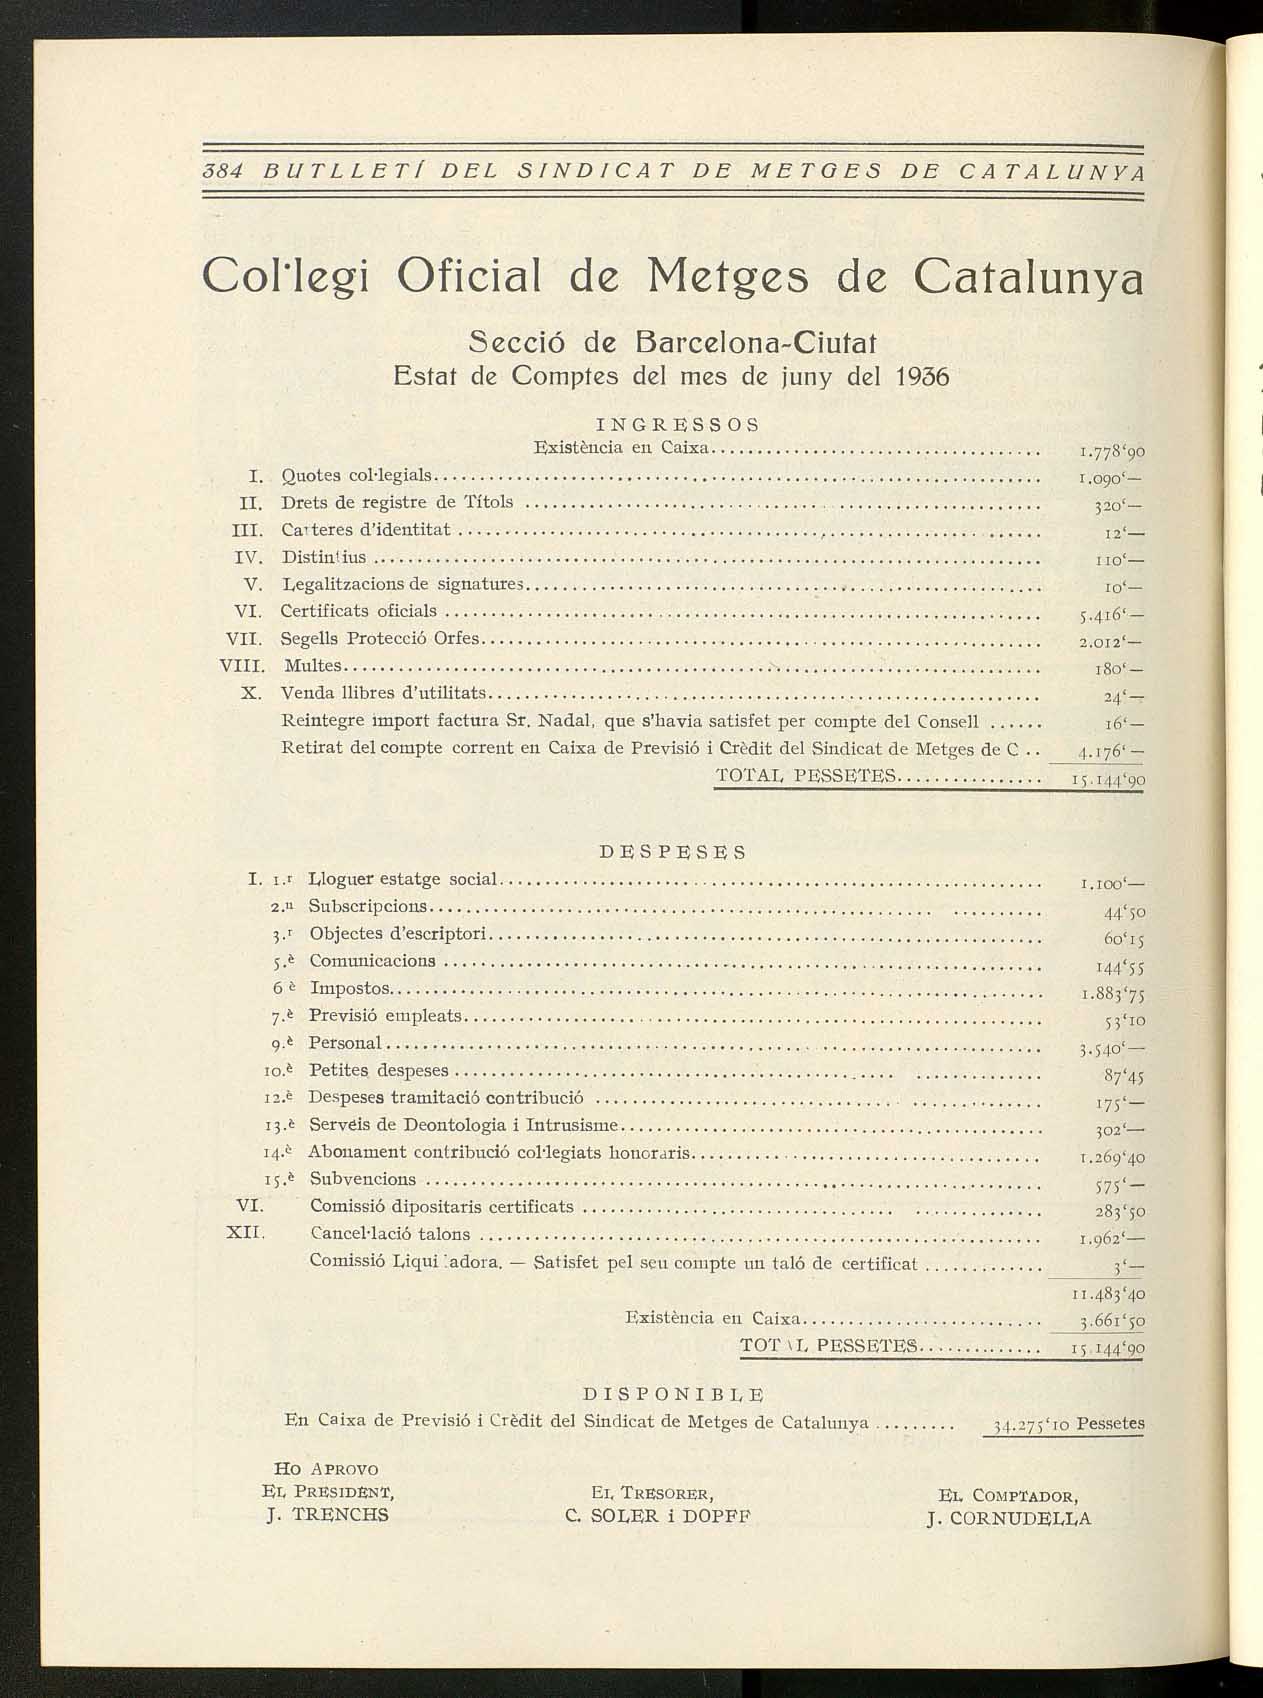 384 BUTLLETÍ DEL SINDICAT DE METGES DE CATALUNYA
Col·legi Oficial de Metges de Catalunya
Secció de Barcelona-Ciutat
Estat de Comptes del mes de juny del 1936
INGRESSOS
Existència en Caixa 1.778'90
I. Quotes col·legials 1.090'—
II. Drets de registre de Títols 320'—
III. Carteres d'identitat 12'—
IV. Distintius 110'—
V. Legalitzacions de signatures 10'—
VI. Certificats oficials 5.416'—
VII. Segells Protecció Orfes 2.012'—
VIII. Multes 180'—
X. Venda llibres d'utilitats 24'—
Reintegre import factura Sr. Nadal, que s'havia satisfet per compte del Consell 16'—
Retirat del compte corrent en Caixa de Previsió i Crèdit del Sindicat de Metges de C 4.176'—
TOTAL PESSETES 15.144'90
DESPESES
I. 1.r Lloguer estatge social 1.100'—
2.n Subscripcions 44'50
3.r Objectes d'escriptori 60'15
5.è Comunicacions 144'55
6 è Impostos 1.883'75
7.è Previsió empleats 53'10
9.è Personal 3.540'—
10.è Petites despeses 87'45
12.è Despeses tramitació contribució 175'—
13.è Serveis de Deontologia i Intrusisme 302'—
14.è Abonament contribució col·legiats honoraris 1.269'40
15.è Subvencions 575'—
VI. Comissió dipositaris certificats 283'50
XII. Cancel·lació talons 1.962'—
Comissió Liquidadora. — Satisfet pel seu compte un taló de certificat 3'—
11.483'40
Existència en Caixa 3.661'50
TOTAL PESSETES 15.144'90
DISPONIBLE
En Caixa de Previsió i Crèdit del Sindicat de Metges de Catalunya 34.275'10 Pessetes
HO APROVO
EL PRESIDENT, EL TRESORER, EL COMPTADOR,
J. TRENCHS C. SOLER i DOPFF J. CORNUDELLA